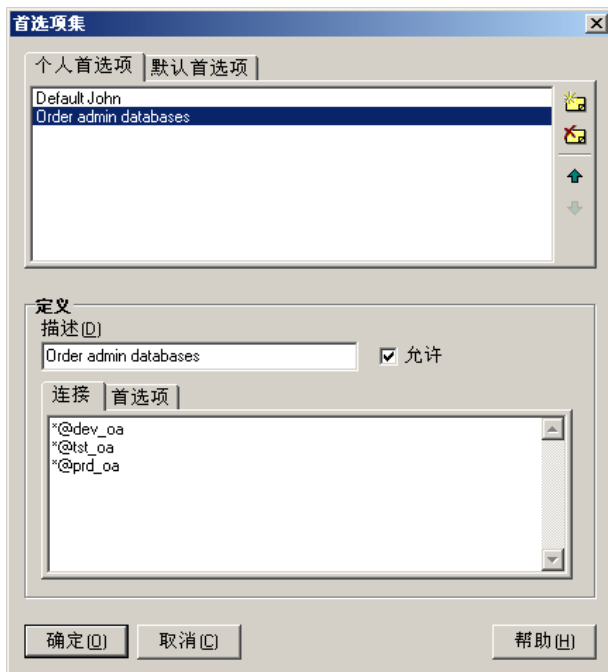 首选项集
个人首选项 默认首选项
Default John
Order admin databases
定义
描述(D)
Order admin databases 允许
连接 首选项
*@dev_oa
*@tst_oa
*@prd_oa
确定(O) 取消(C) 帮助(H)